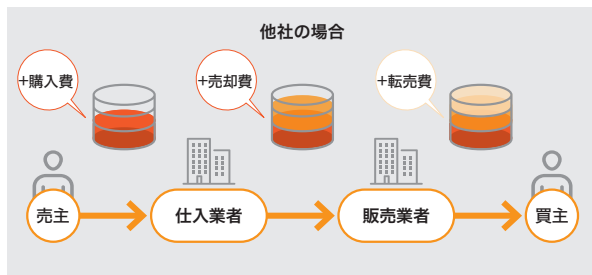 他社の場合
+購入費
+売却費
+転売費
売主
仕入業者
販売業者
買主